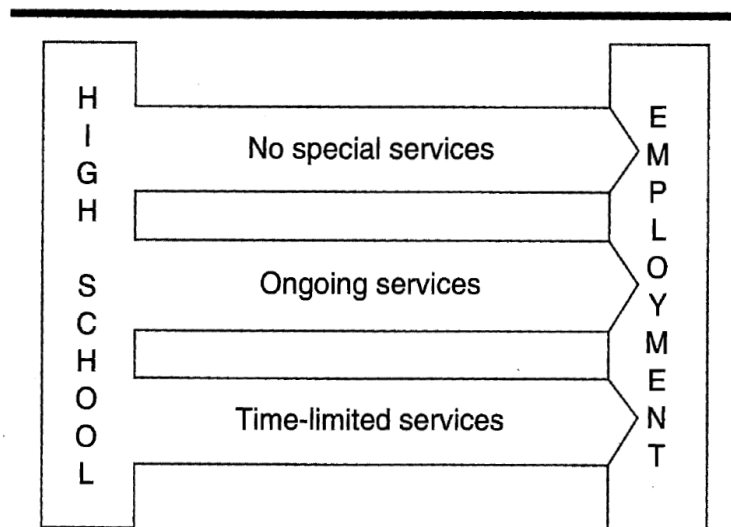 HIGH SCHOOL
No special services
Ongoing services
Time-limited services
EMPLOYMENT